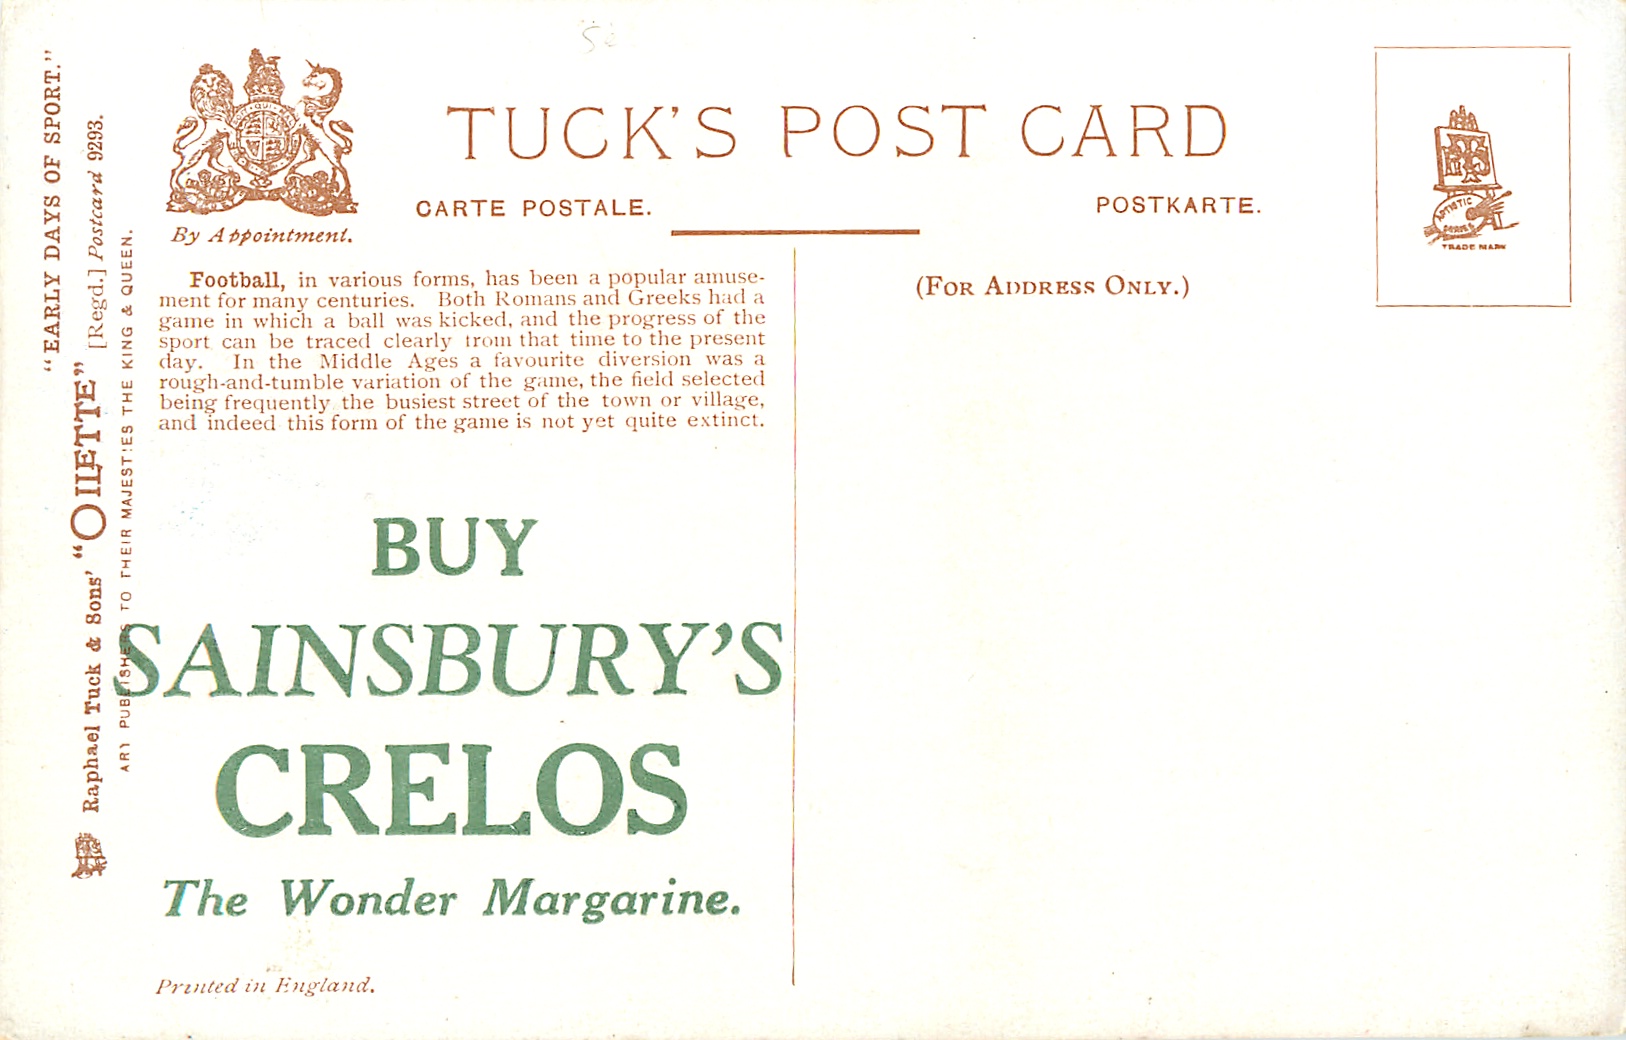 "EARLY DAYS OF SPORT."
Raphael Tuck & Sons' "OILETTE" [Regd.] Postcard 9293.
ART PUBLISHERS TO THEIR MAJESTIES THE KING & QUEEN.
By Appointment.
TUCK'S POST CARD
CARTE POSTALE.
POSTKARTE.
ARTISTIC
SERIES
TRADE MARK
(FOR ADDRESS ONLY.)
Football, in various forms, has been a popular amuse-
ment for many centuries. Both Romans and Greeks had a
game in which a ball was kicked, and the progress of the
sport can be traced clearly from that time to the present
day. In the Middle Ages a favourite diversion was a
rough-and-tumble variation of the game, the field selected
being frequently the busiest street of the town or village,
and indeed this form of the game is not yet quite extinct.
BUY
SAINSBURY'S
CRELOS
The Wonder Margarine.
Printed in England.